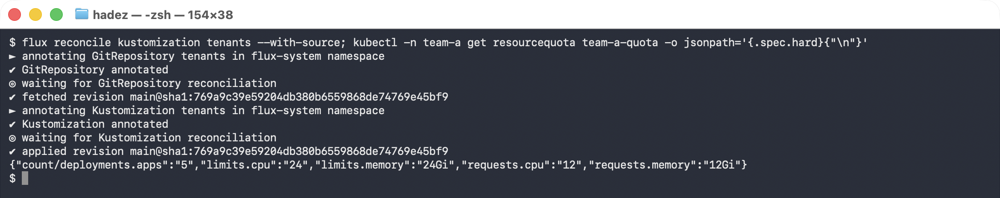 hadez — -zsh — 154×38
$ flux reconcile kustomization tenants --with-source; kubectl -n team-a get resourcequota team-a-quota -o jsonpath='{.spec.hard}{"\n"}'
► annotating GitRepository tenants in flux-system namespace
✔ GitRepository annotated
◎ waiting for GitRepository reconciliation
✔ fetched revision main@sha1:769a9c39e59204db380b6559868de74769e45bf9
► annotating Kustomization tenants in flux-system namespace
✔ Kustomization annotated
◎ waiting for Kustomization reconciliation
✔ applied revision main@sha1:769a9c39e59204db380b6559868de74769e45bf9
{"count/deployments.apps":"5","limits.cpu":"24","limits.memory":"24Gi","requests.cpu":"12","requests.memory":"12Gi"}
$